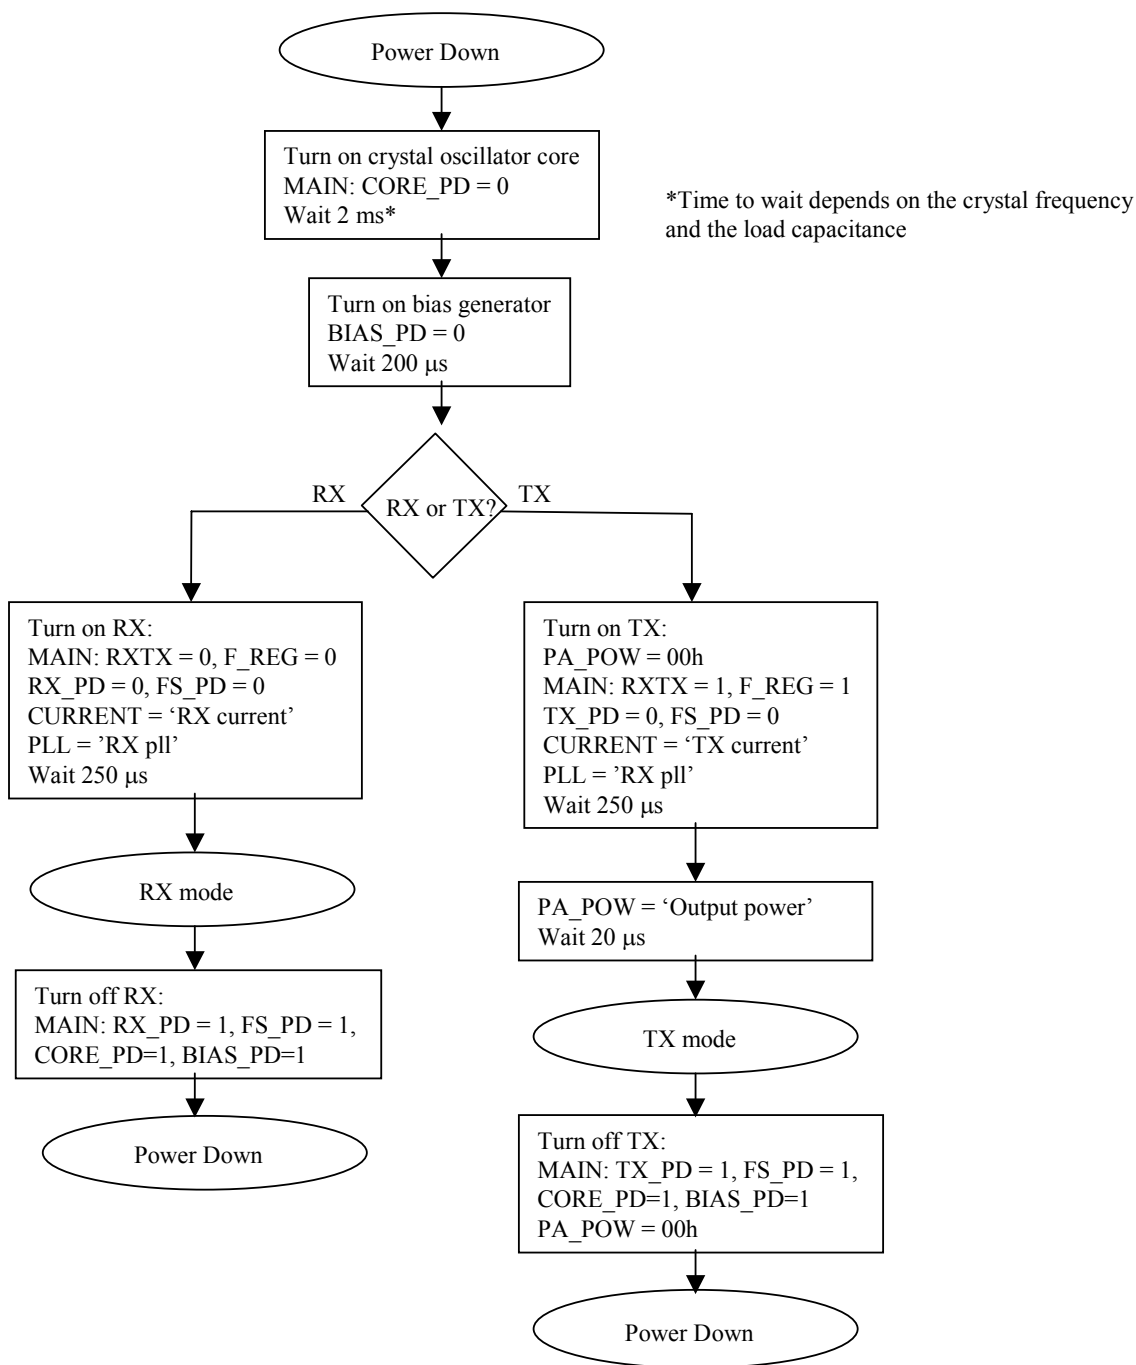 Power Down
Turn on crystal oscillator core
MAIN: CORE_PD = 0
Wait 2 ms*
*Time to wait depends on the crystal frequency
and the load capacitance
Turn on bias generator
BIAS_PD = 0
Wait 200 μs
RX
RX or TX?
TX
Turn on RX:
MAIN: RXTX = 0, F_REG = 0
RX_PD = 0, FS_PD = 0
CURRENT = ‘RX current’
PLL = ’RX pll’
Wait 250 μs
RX mode
Turn off RX:
MAIN: RX_PD = 1, FS_PD = 1,
CORE_PD=1, BIAS_PD=1
Power Down
Turn on TX:
PA_POW = 00h
MAIN: RXTX = 1, F_REG = 1
TX_PD = 0, FS_PD = 0
CURRENT = ‘TX current’
PLL = ’RX pll’
Wait 250 μs
PA_POW = ‘Output power’
Wait 20 μs
TX mode
Turn off TX:
MAIN: TX_PD = 1, FS_PD = 1,
CORE_PD=1, BIAS_PD=1
PA_POW = 00h
Power Down